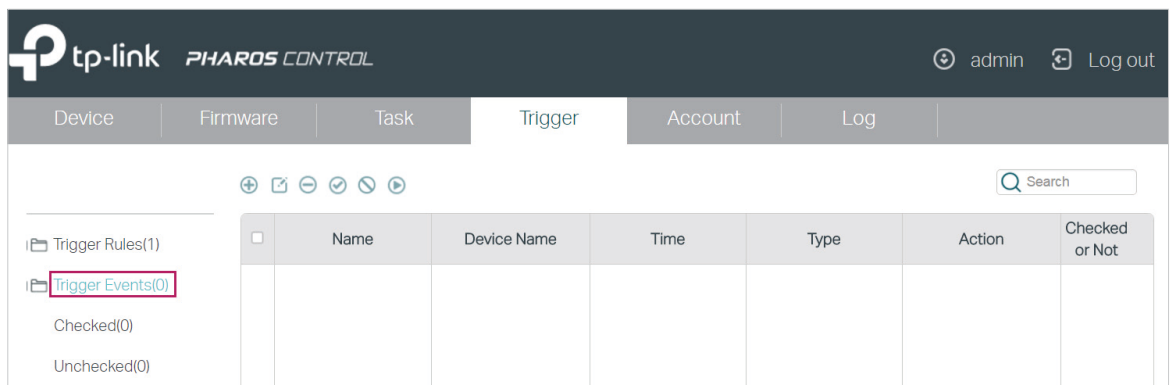 tp-link PHAROS CONTROL admin Log out
Device Firmware Task Trigger Account Log
Search
Name Device Name Time Type Action Checked or Not
Trigger Rules(1)
Trigger Events(0)
Checked(0)
Unchecked(0)